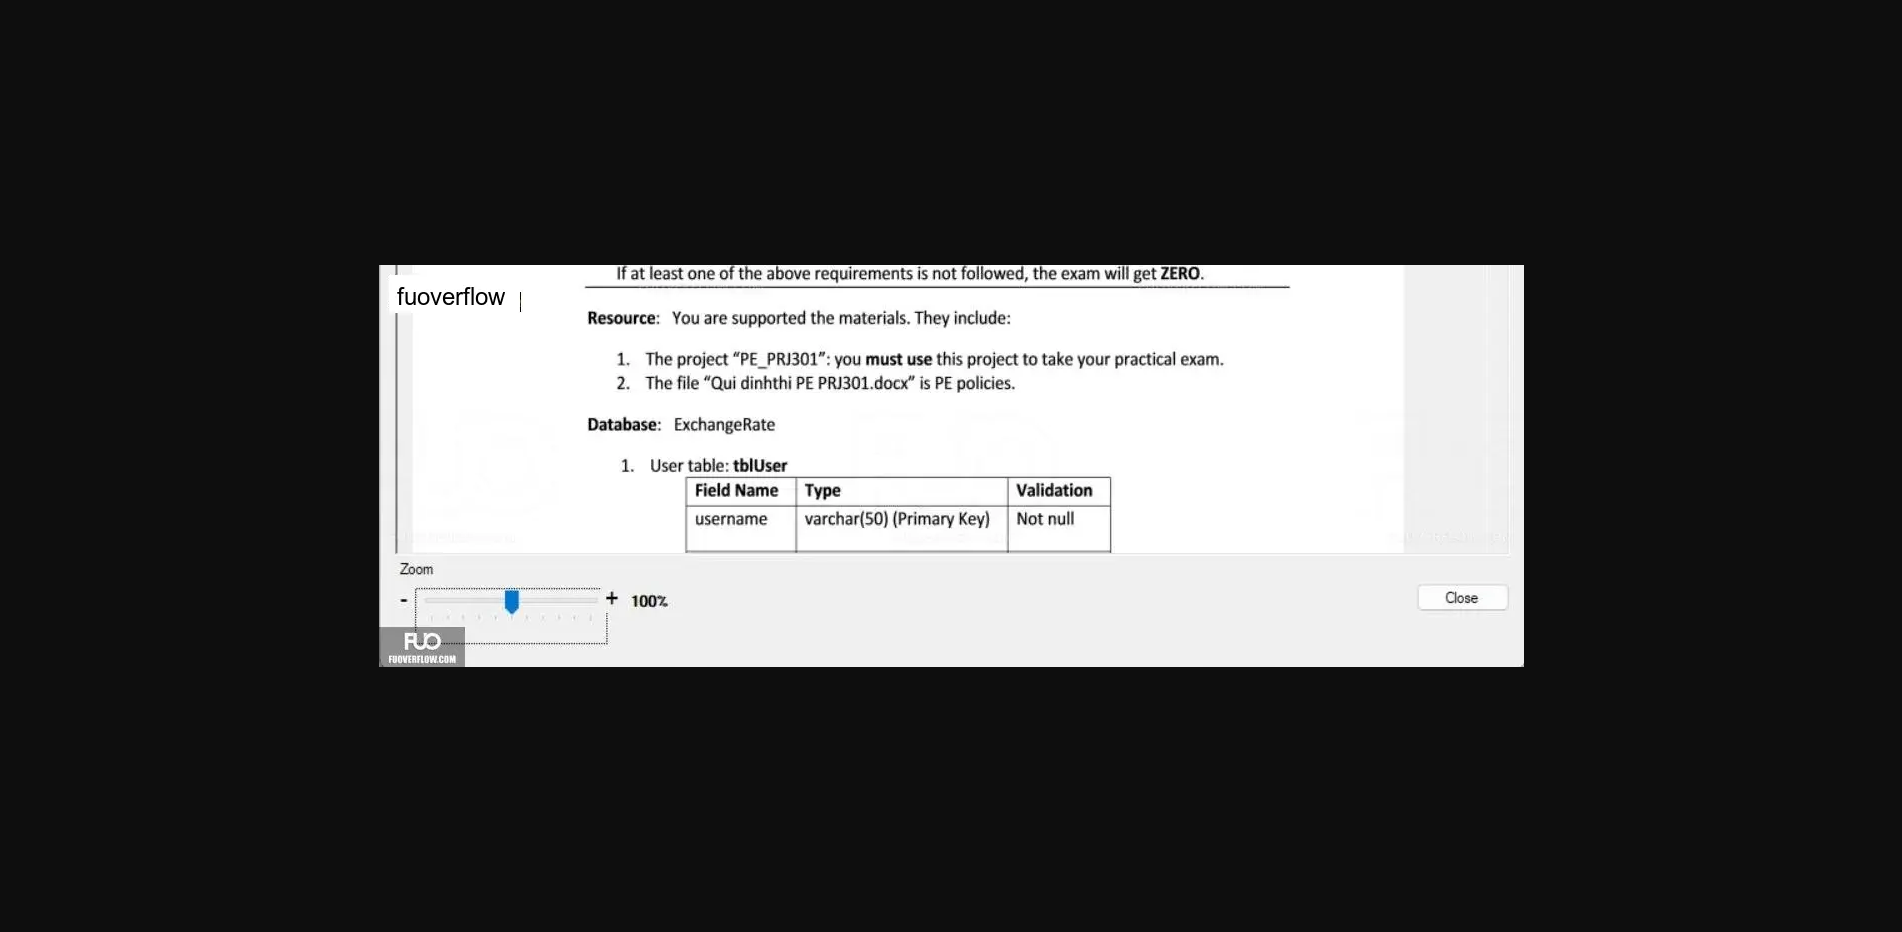 If at least one of the above requirements is not followed, the exam will get ZERO.
fuoverflow
Resource: You are supported the materials. They include:
1. The project “PE_PRJ301”: you must use this project to take your practical exam.
2. The file “Qui dinhthi PE PRJ301.docx” is PE policies.
Database: ExchangeRate
1. User table: tblUser
Field Name Type Validation
username varchar(50) (Primary Key) Not null
Zoom
- + 100%
Close
FUO
FUOVERFLOW.COM